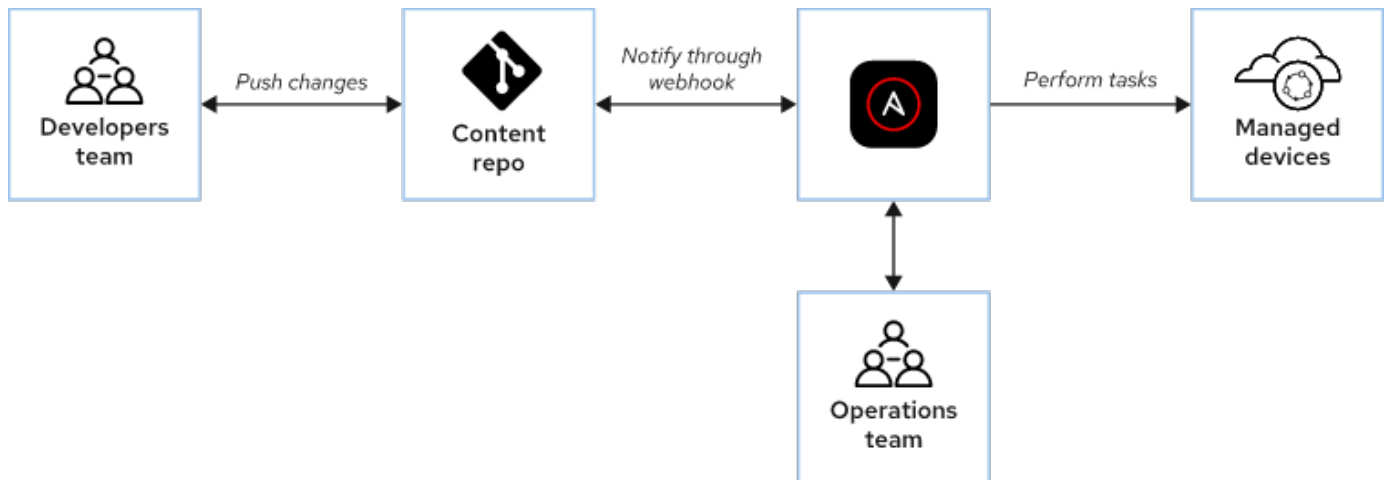 Developers
team
Push changes
Content
repo
Notify through
webhook
Perform tasks
Managed
devices
Operations
team